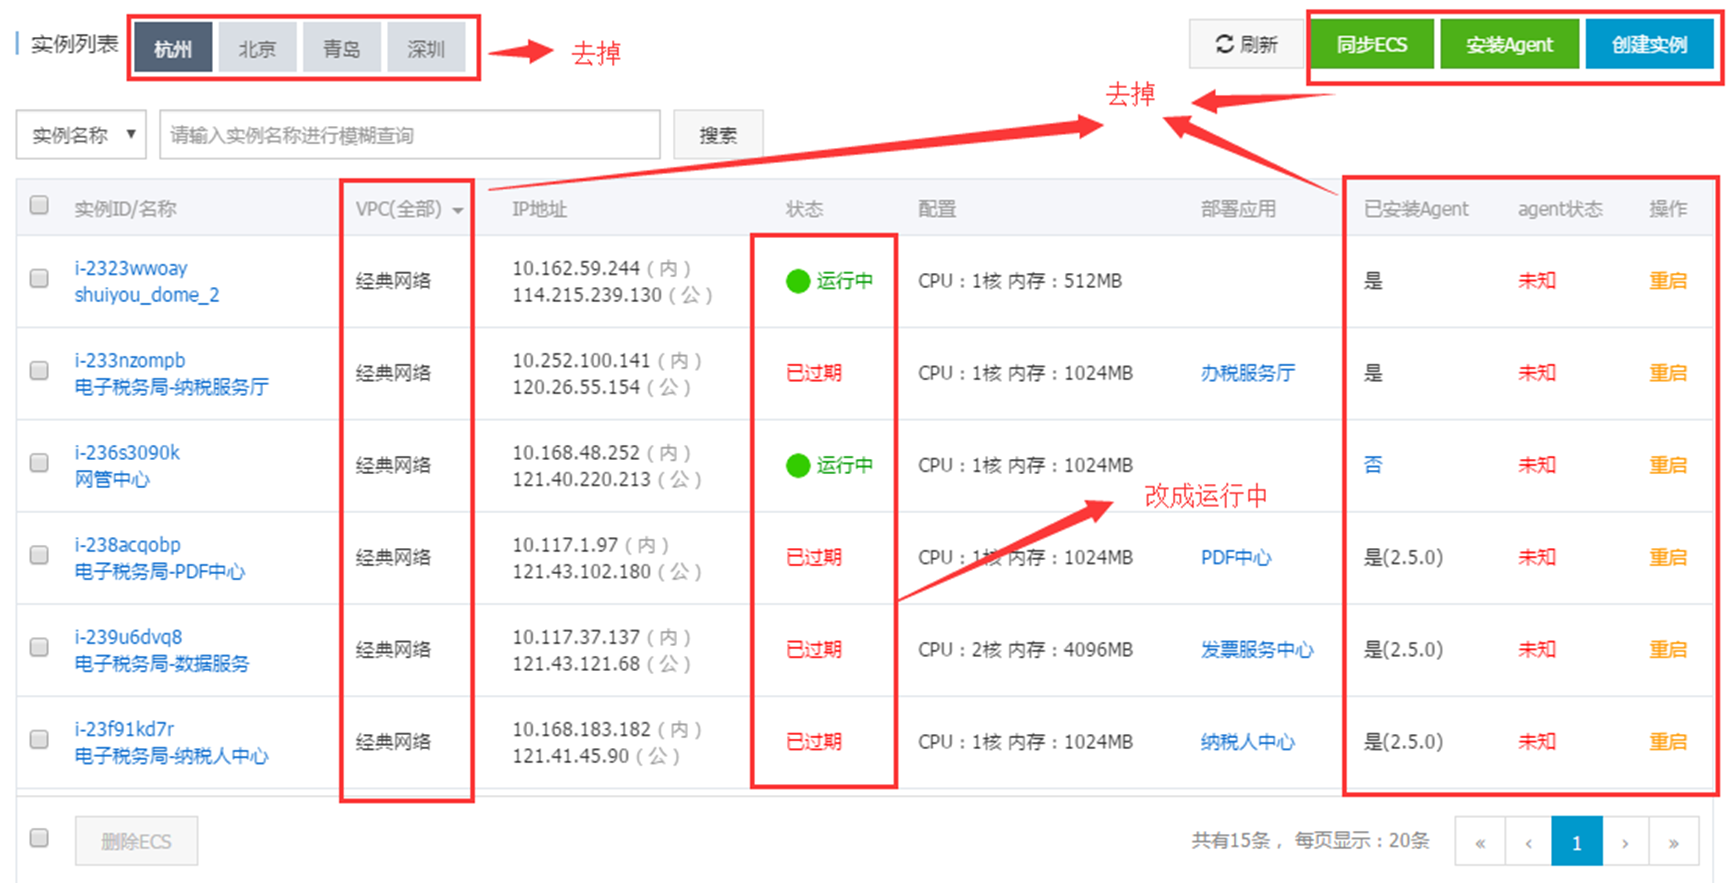 实例列表 杭州 北京 青岛 深圳 去掉 刷新 同步ECS 安装Agent 创建实例
去掉
实例名称 请输入实例名称进行模糊查询 搜索
实例ID/名称 VPC(全部) IP地址 状态 配置 部署应用 已安装Agent agent状态 操作
i-2323wwoay
shuiyou_dome_2
经典网络
10.162.59.244(内)
114.215.239.130(公)
运行中 CPU:1核 内存:512MB 是 未知 重启
i-233nzompb
电子税务局-纳税服务厅
经典网络
10.252.100.141(内)
120.26.55.154(公)
已过期 CPU:1核 内存:1024MB 办税服务厅 是 未知 重启
i-236s3090k
网管中心
经典网络
10.168.48.252(内)
121.40.220.213(公)
运行中 CPU:1核 内存:1024MB 否 未知 重启
改成运行中
i-238acqobp
电子税务局-PDF中心
经典网络
10.117.1.97(内)
121.43.102.180(公)
已过期 CPU:1核 内存:1024MB PDF中心 是(2.5.0) 未知 重启
i-239u6dvq8
电子税务局-数据服务
经典网络
10.117.37.137(内)
121.43.121.68(公)
已过期 CPU:2核 内存:4096MB 发票服务中心 是(2.5.0) 未知 重启
i-23f91kd7r
电子税务局-纳税人中心
经典网络
10.168.183.182(内)
121.41.45.90(公)
已过期 CPU:1核 内存:1024MB 纳税人中心 是(2.5.0) 未知 重启
删除ECS 共有15条, 每页显示:20条 « ‹ 1 › »